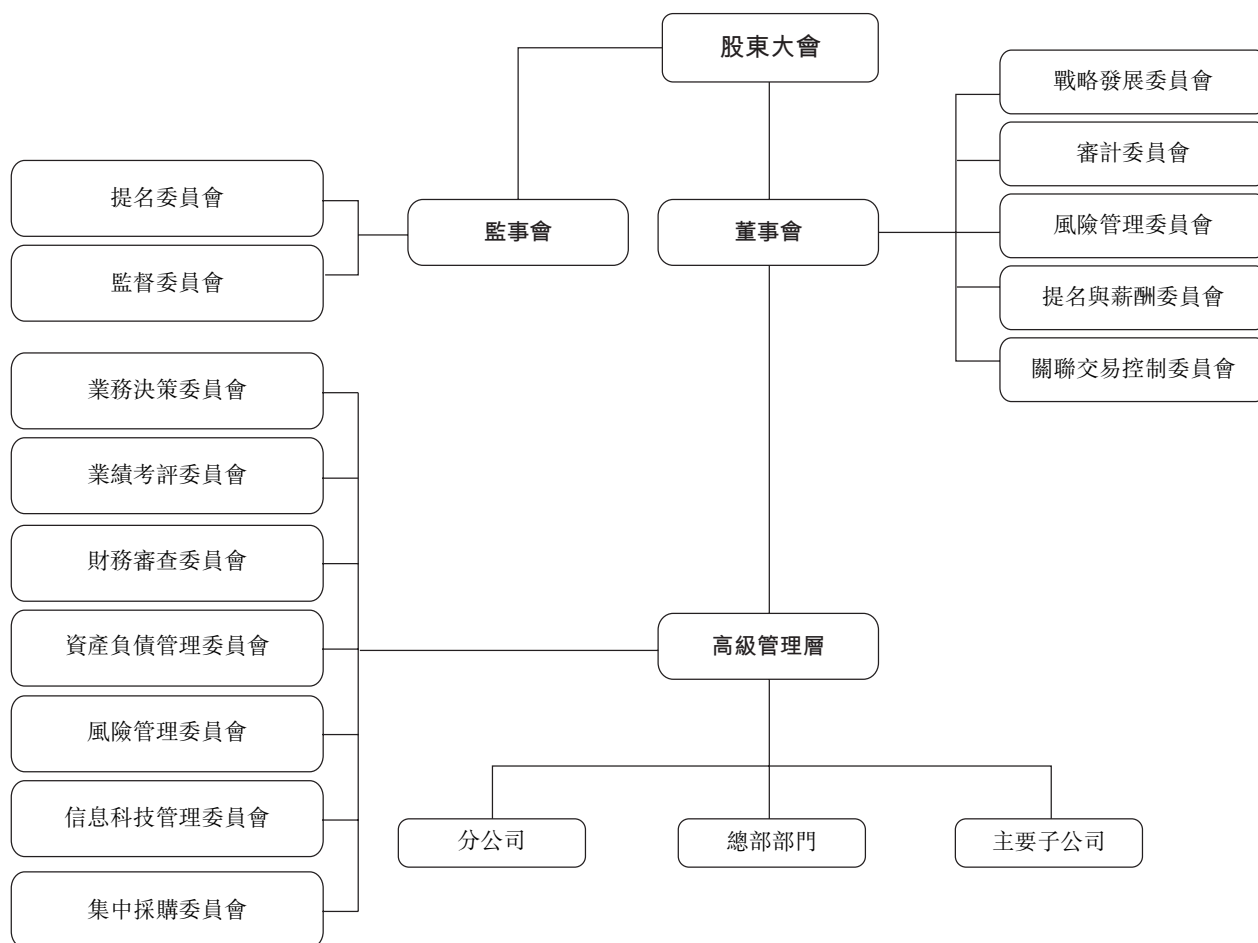 股東大會
戰略發展委員會
審計委員會
風險管理委員會
提名與薪酬委員會
關聯交易控制委員會
提名委員會
監督委員會
監事會
董事會
業務決策委員會
業績考評委員會
財務審查委員會
資產負債管理委員會
風險管理委員會
信息科技管理委員會
集中採購委員會
高級管理層
分公司
總部部門
主要子公司